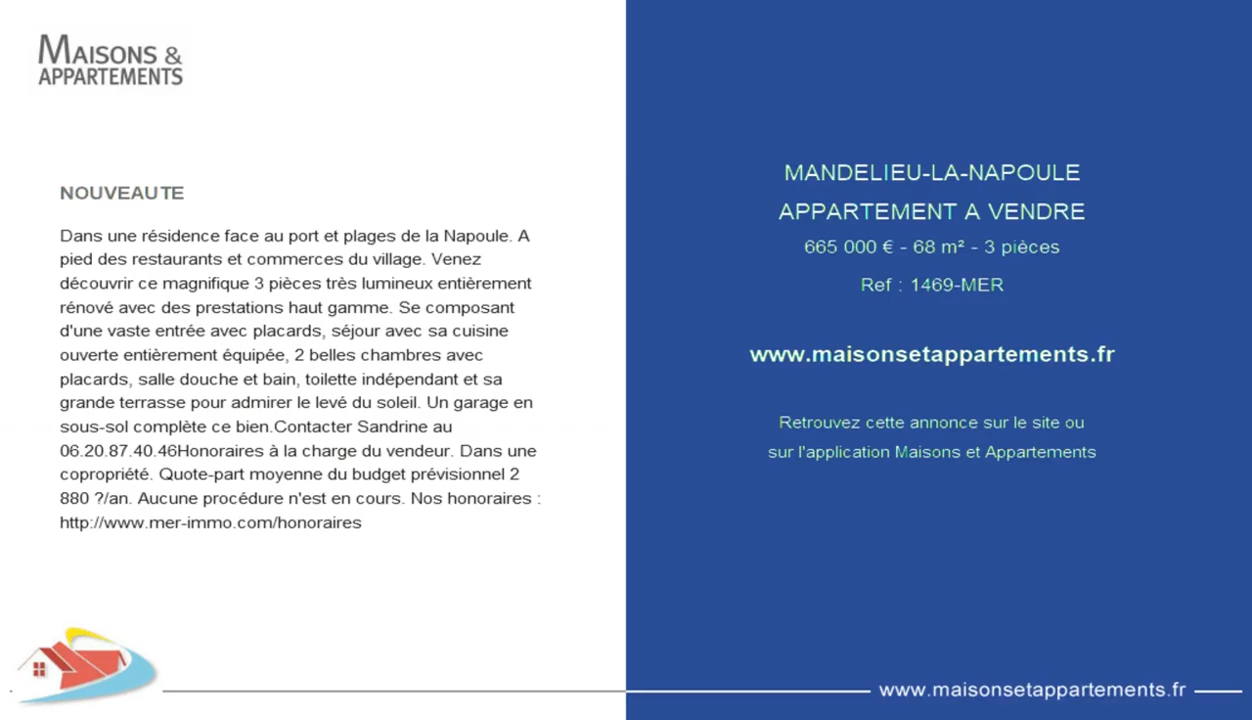 MAISONS &
APPARTEMENTS
NOUVEAUTE
Dans une résidence face au port et plages de la Napoule. A
pied des restaurants et commerces du village. Venez
découvrir ce magnifique 3 pièces très lumineux entièrement
rénové avec des prestations haut gamme. Se composant
d'une vaste entrée avec placards, séjour avec sa cuisine
ouverte entièrement équipée, 2 belles chambres avec
placards, salle douche et bain, toilette indépendant et sa
grande terrasse pour admirer le levé du soleil. Un garage en
sous-sol complète ce bien.Contacter Sandrine au
06.20.87.40.46Honoraires à la charge du vendeur. Dans une
copropriété. Quote-part moyenne du budget prévisionnel 2
880 ?/an. Aucune procédure n'est en cours. Nos honoraires :
http://www.mer-immo.com/honoraires
MANDELIEU-LA-NAPOULE
APPARTEMENT A VENDRE
665 000 € - 68 m² - 3 pièces
Ref : 1469-MER
www.maisonsetappartements.fr
Retrouvez cette annonce sur le site ou
sur l'application Maisons et Appartements
www.maisonsetappartements.fr